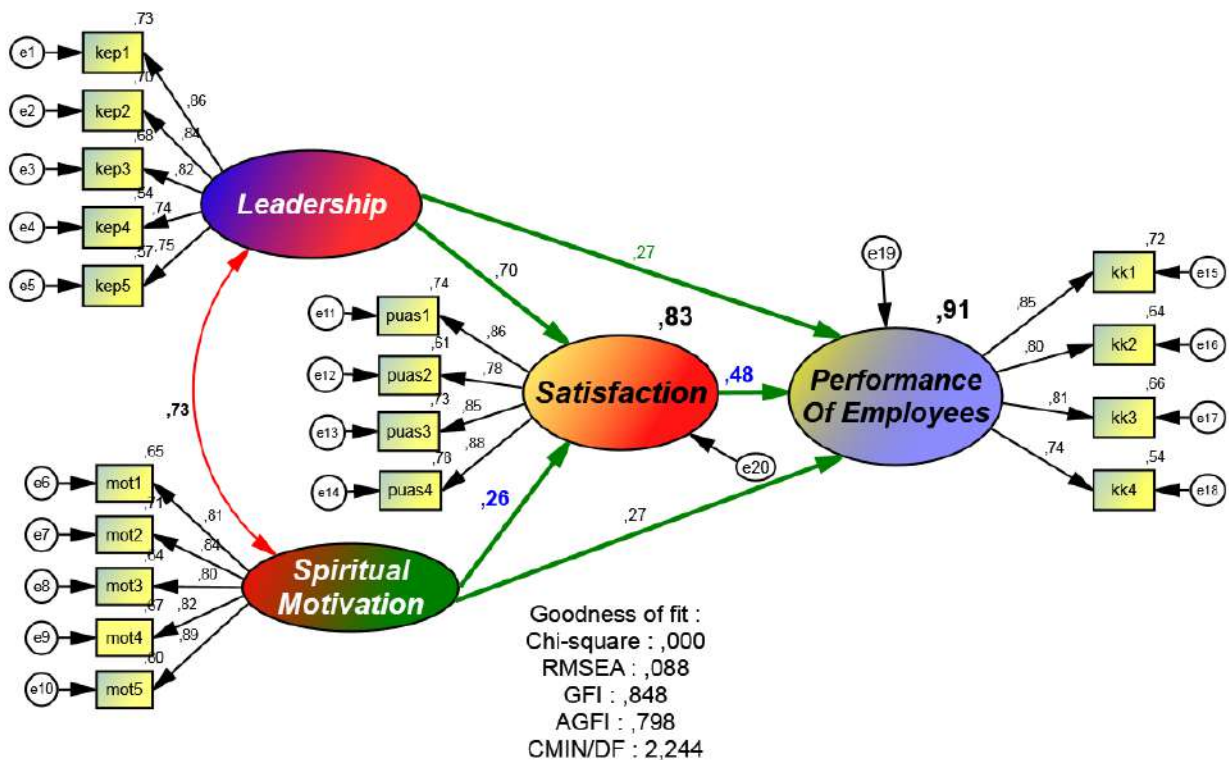 ,73
e1
kep1
,86
,70
e2
kep2
,84
,68
e3
kep3
,82
,54
e4
kep4
,74
,57
,75
e5
kep5
Leadership
,27
,70
,73
e11
,74
puas1
,86
e12
,61
puas2
,78
e13
,73
puas3
,85
e14
,78
puas4
,88
,83
Satisfaction
,48
e20
e19
,91
Performance
Of Employees
,72
kk1
e15
,85
,64
kk2
e16
,80
,66
kk3
e17
,81
,54
kk4
e18
,74
,26
,27
,65
e6
mot1
,81
,71
e7
mot2
,84
,64
e8
mot3
,80
,67
e9
mot4
,82
e10
mot5
,89
Spiritual
Motivation
Goodness of fit :
Chi-square : ,000
RMSEA : ,088
GFI : ,848
AGFI : ,798
CMIN/DF : 2,244